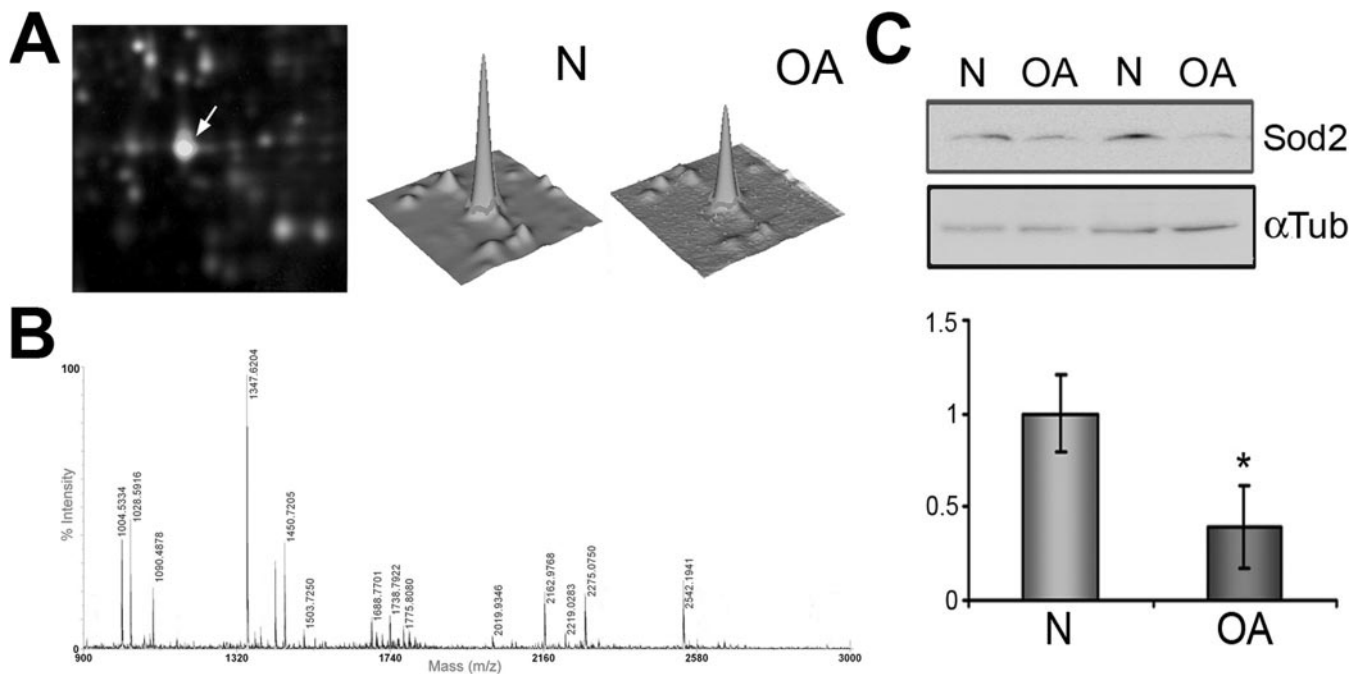 A
N
OA
C
N OA N OA
Sod2
αTub
B
100
% Intensity
0
1004.5334
1028.5916
1090.4878
1347.6204
1450.7205
1503.7250
1688.7701
1738.7922
1775.8080
2019.9346
2162.9768
2219.0283
2275.0750
2542.1941
900 1320 1740 2160 2580 3000
Mass (m/z)
1.5
1
0.5
0
*
N OA